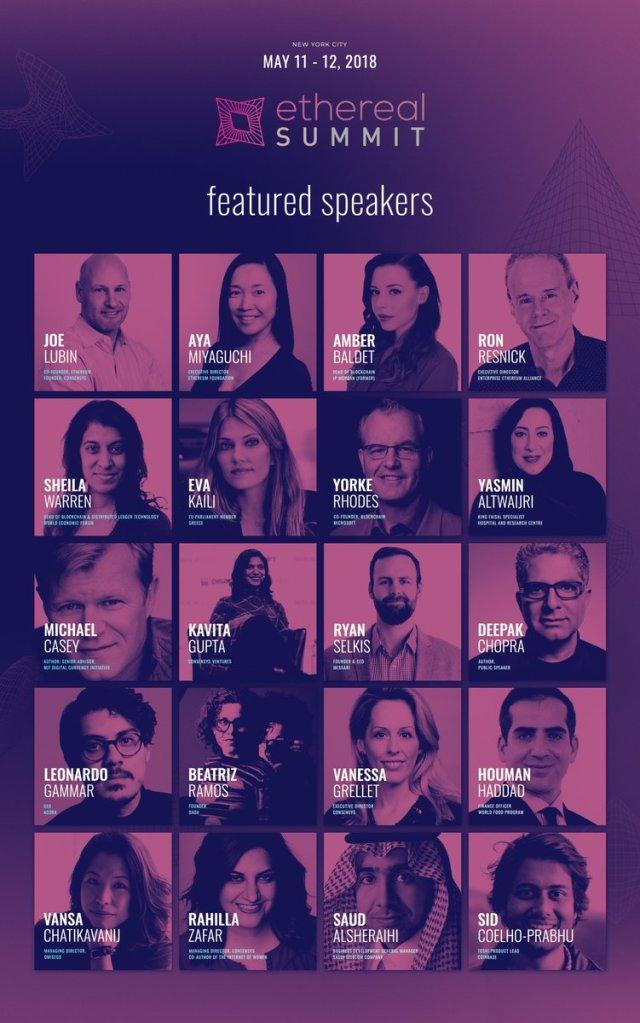 NEW YORK CITY
MAY 11 - 12, 2018
ethereal
SUMMIT
featured speakers
JOE
LUBIN
CO-FOUNDER, ETHEREUM
FOUNDER, CONSENSYS
AYA
MIYAGUCHI
EXECUTIVE DIRECTOR
ETHEREUM FOUNDATION
AMBER
BALDET
HEAD OF BLOCKCHAIN
JP MORGAN (FORMER)
RON
RESNICK
EXECUTIVE DIRECTOR
ENTERPRISE ETHEREUM ALLIANCE
SHEILA
WARREN
HEAD OF BLOCKCHAIN & DISTRIBUTED LEDGER TECHNOLOGY
WORLD ECONOMIC FORUM
EVA
KAILI
EU PARLIAMENT MEMBER
GREECE
YORKE
RHODES
CO-FOUNDER, BLOCKCHAIN
MICROSOFT
YASMIN
ALTWAIJRI
KING FAISAL SPECIALIST
HOSPITAL AND RESEARCH CENTRE
MICHAEL
CASEY
AUTHOR; SENIOR ADVISOR,
MIT DIGITAL CURRENCY INITIATIVE
KAVITA
GUPTA
CONSENSYS VENTURES
RYAN
SELKIS
FOUNDER & CEO
MESSARI
DEEPAK
CHOPRA
AUTHOR,
PUBLIC SPEAKER
LEONARDO
GAMMAR
CEO
AGORA
BEATRIZ
RAMOS
FOUNDER
DADA
VANESSA
GRELLET
EXECUTIVE DIRECTOR
CONSENSYS
HOUMAN
HADDAD
FINANCE OFFICER
WORLD FOOD PROGRAM
VANSA
CHATIKAVANIJ
MANAGING DIRECTOR,
OMISEGO
RAHILLA
ZAFAR
MANAGING DIRECTOR, CONSENSYS
CO-AUTHOR OF THE INTERNET OF WOMEN
SAUD
ALSHERAIHI
BUSINESS DEVELOPMENT GENERAL MANAGER
SAUDI TELECOM COMPANY
SID
COELHO-PRABHU
TOSHI PRODUCT LEAD
COINBASE